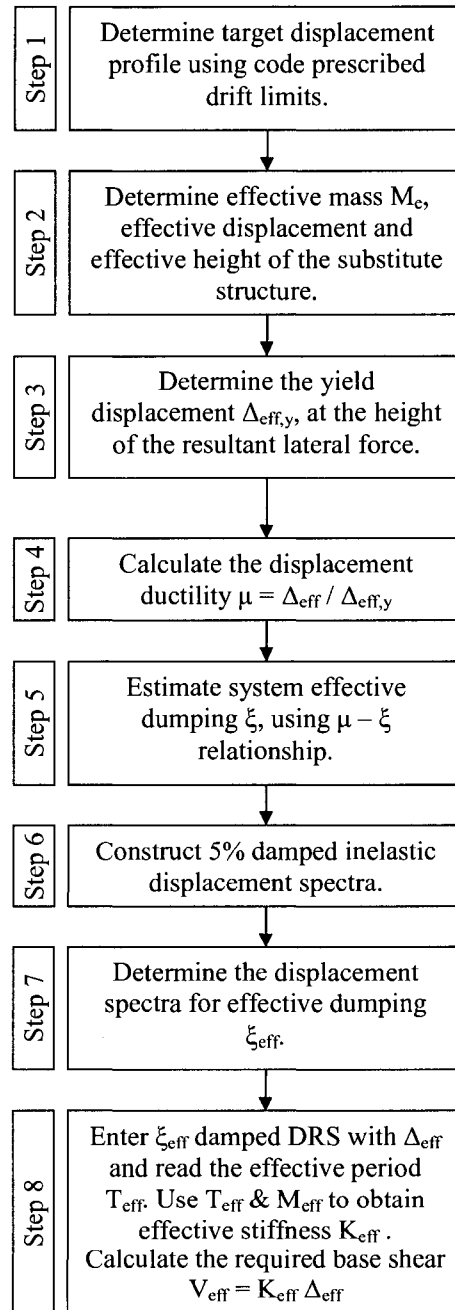 Step 1
Determine target displacement
profile using code prescribed
drift limits.
Step 2
Determine effective mass Mₑ,
effective displacement and
effective height of the substitute
structure.
Step 3
Determine the yield
displacement Δeff,y, at the height
of the resultant lateral force.
Step 4
Calculate the displacement
ductility μ = Δeff / Δeff,y
Step 5
Estimate system effective
dumping ξ, using μ – ξ
relationship.
Step 6
Construct 5% damped inelastic
displacement spectra.
Step 7
Determine the displacement
spectra for effective dumping
ξeff.
Step 8
Enter ξeff damped DRS with Δeff
and read the effective period
Teff. Use Teff & Meff to obtain
effective stiffness Keff .
Calculate the required base shear
Veff = Keff Δeff